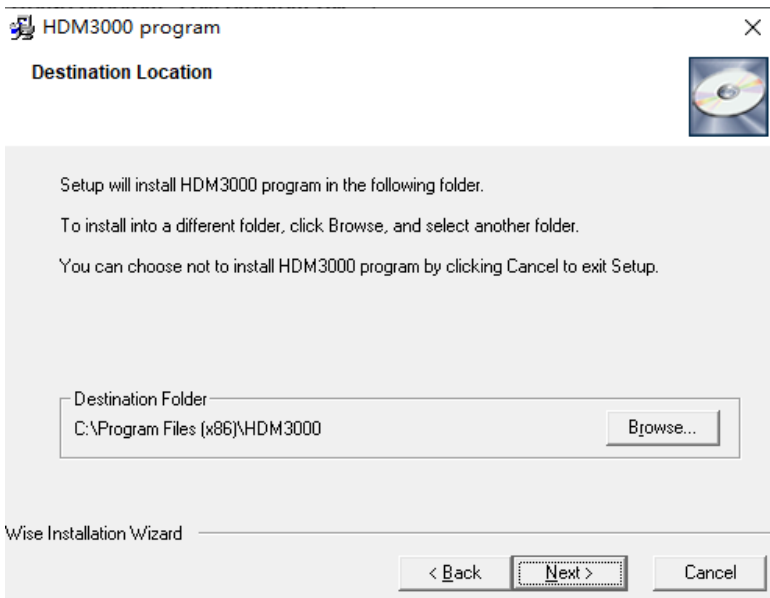 HDM3000 program
Destination Location
Setup will install HDM3000 program in the following folder.
To install into a different folder, click Browse, and select another folder.
You can choose not to install HDM3000 program by clicking Cancel to exit Setup.
Destination Folder
C:\Program Files (x86)\HDM3000
Browse...
Wise Installation Wizard
< Back
Next >
Cancel